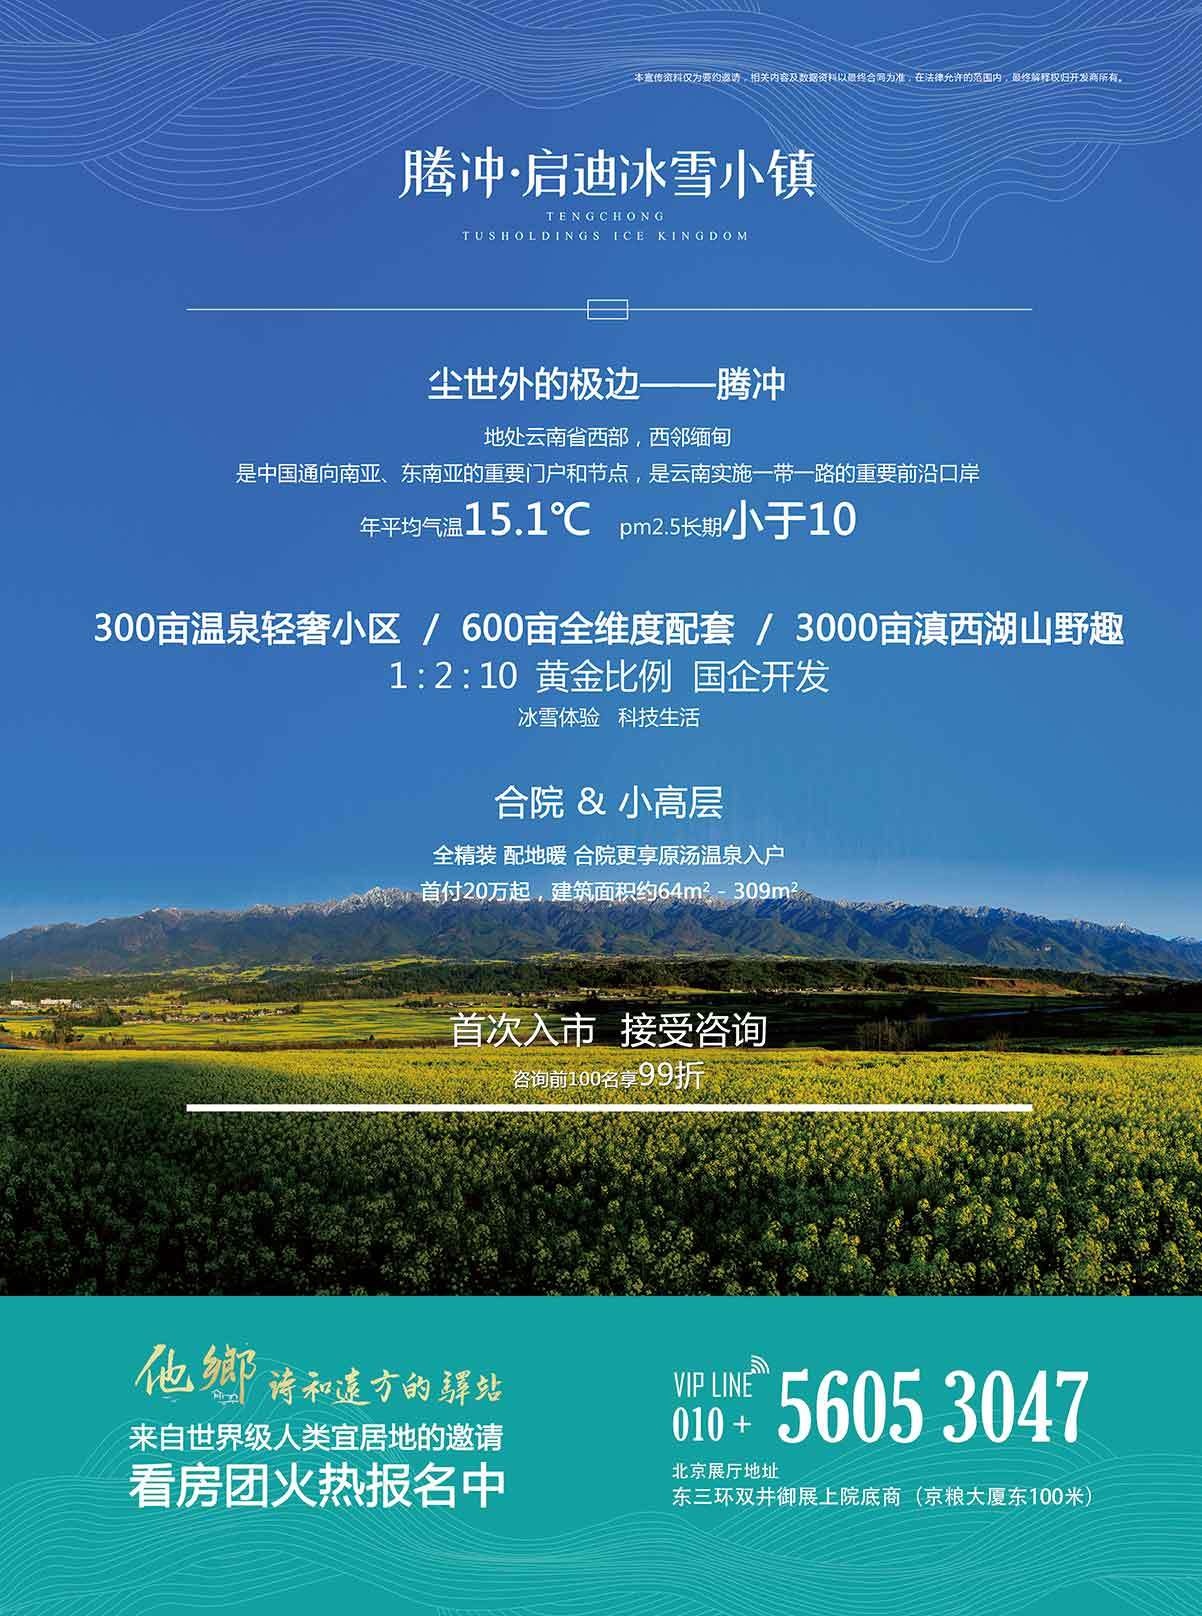 本宣传资料仅为要约邀请，相关内容及数据资料以最终合同为准，在法律允许的范围内，最终解释权归开发商所有。
腾冲·启迪冰雪小镇
TENGCHONG
TUSHOLDINGS ICE KINGDOM
尘世外的极边——腾冲
地处云南省西部，西邻缅甸
是中国通向南亚、东南亚的重要门户和节点，是云南实施一带一路的重要前沿口岸
年平均气温15.1℃ pm2.5长期小于10
300亩温泉轻奢小区 / 600亩全维度配套 / 3000亩滇西湖山野趣
1 : 2 : 10 黄金比例 国企开发
冰雪体验 科技生活
合院 & 小高层
全精装 配地暖 合院更享原汤温泉入户
首付20万起，建筑面积约64m² - 309m²
首次入市 接受咨询
咨询前100名享99折
他鄉 诗和遠方的驛站
来自世界级人类宜居地的邀请
看房团火热报名中
VIP LINE
010 + 5605 3047
北京展厅地址
东三环双井御展上院底商（京粮大厦东100米）